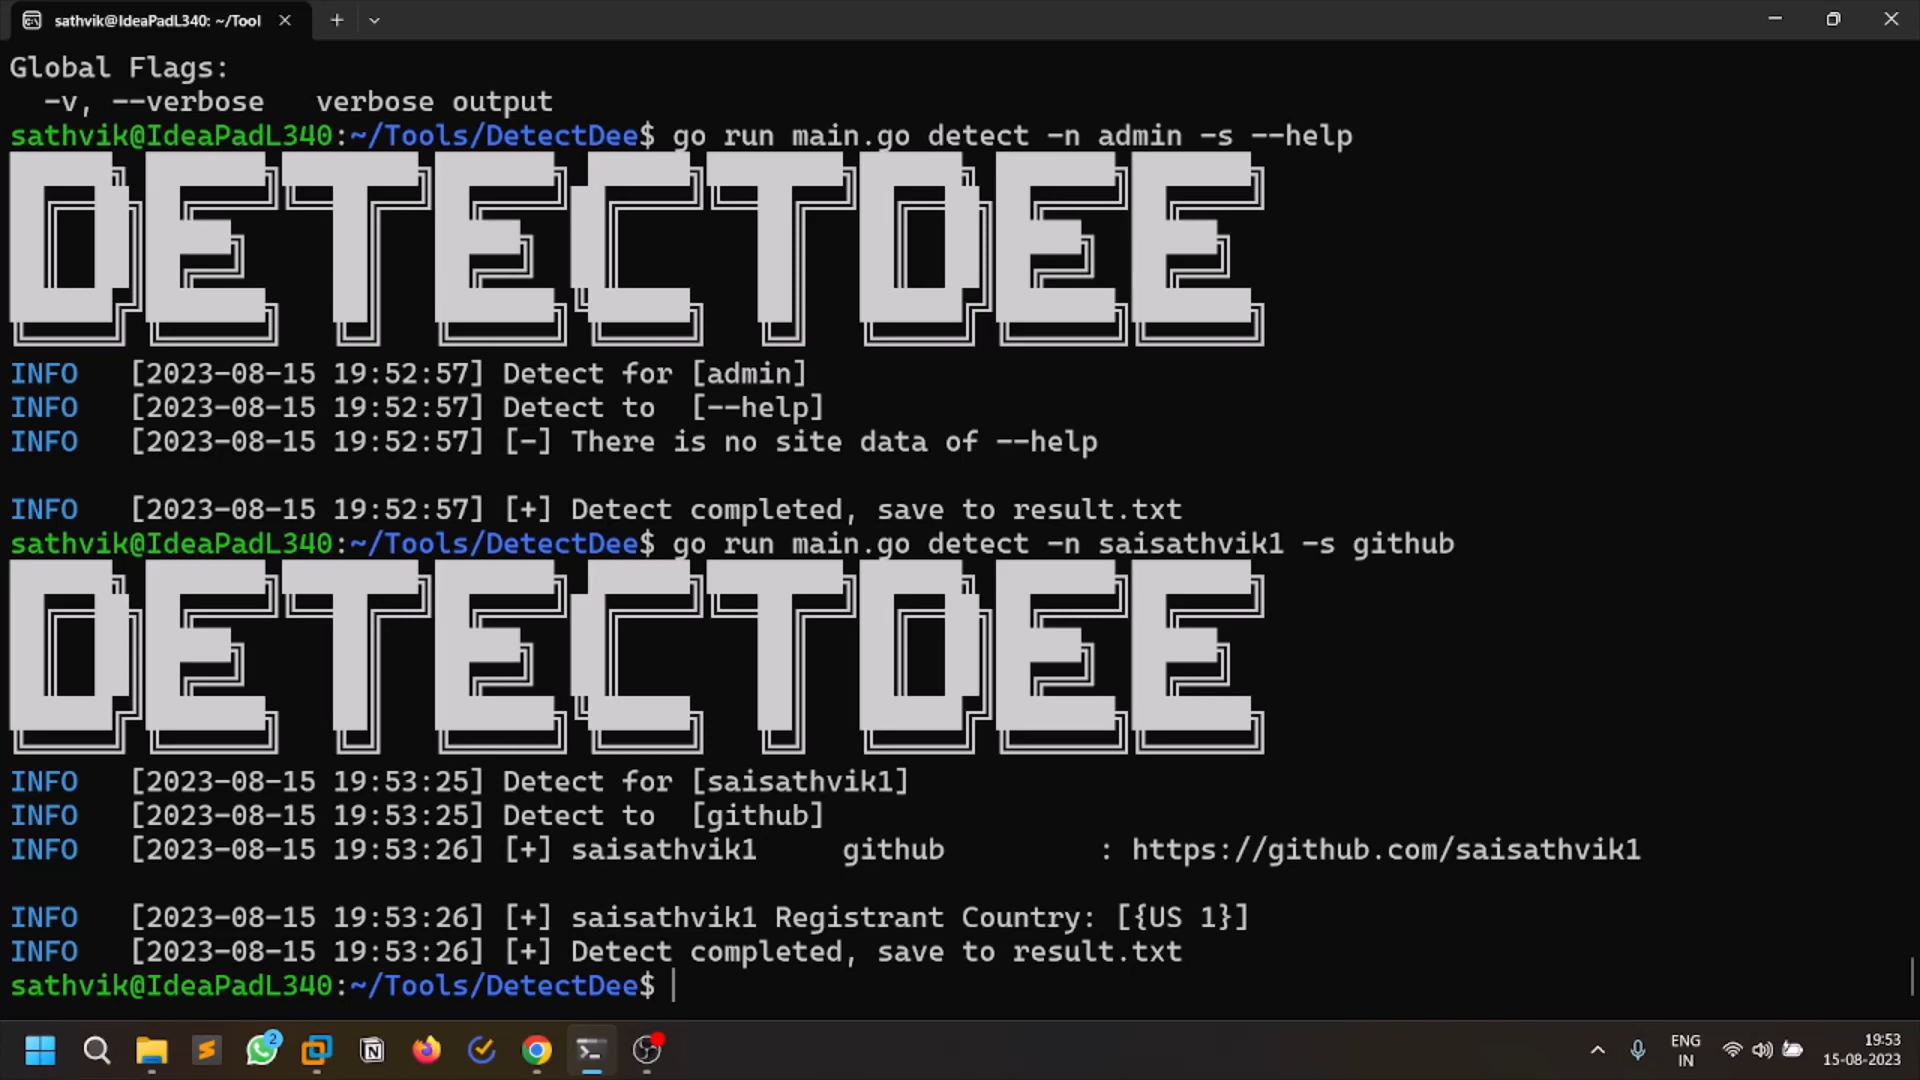 sathvik@IdeaPadL340: ~/Tool
Global Flags:
-v, --verbose   verbose output
sathvik@IdeaPadL340:~/Tools/DetectDee$ go run main.go detect -n admin -s --help
DETECTDEE
INFO   [2023-08-15 19:52:57] Detect for [admin]
INFO   [2023-08-15 19:52:57] Detect to  [--help]
INFO   [2023-08-15 19:52:57] [-] There is no site data of --help
INFO   [2023-08-15 19:52:57] [+] Detect completed, save to result.txt
sathvik@IdeaPadL340:~/Tools/DetectDee$ go run main.go detect -n saisathvik1 -s github
DETECTDEE
INFO   [2023-08-15 19:53:25] Detect for [saisathvik1]
INFO   [2023-08-15 19:53:25] Detect to  [github]
INFO   [2023-08-15 19:53:26] [+] saisathvik1     github         : https://github.com/saisathvik1
INFO   [2023-08-15 19:53:26] [+] saisathvik1 Registrant Country: [{US 1}]
INFO   [2023-08-15 19:53:26] [+] Detect completed, save to result.txt
sathvik@IdeaPadL340:~/Tools/DetectDee$
2
ENG
IN
19:53
15-08-2023